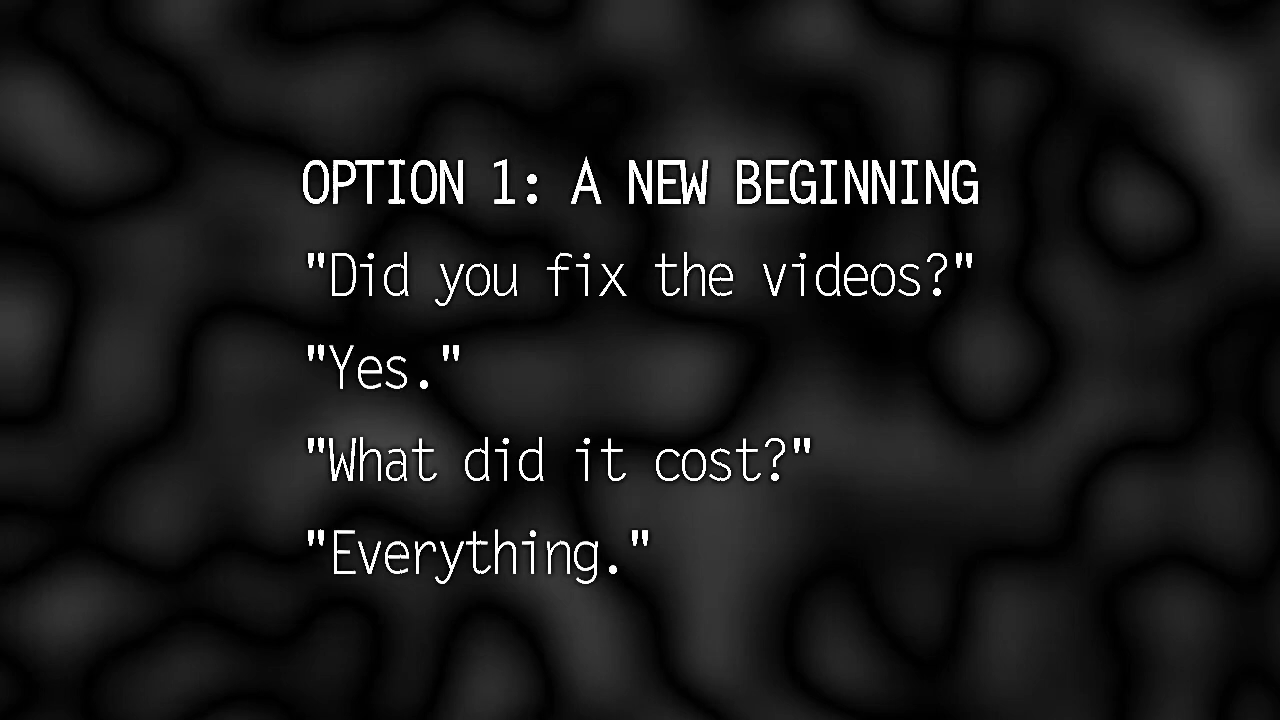 OPTION 1: A NEW BEGINNING
"Did you fix the videos?"
"Yes."
"What did it cost?"
"Everything."